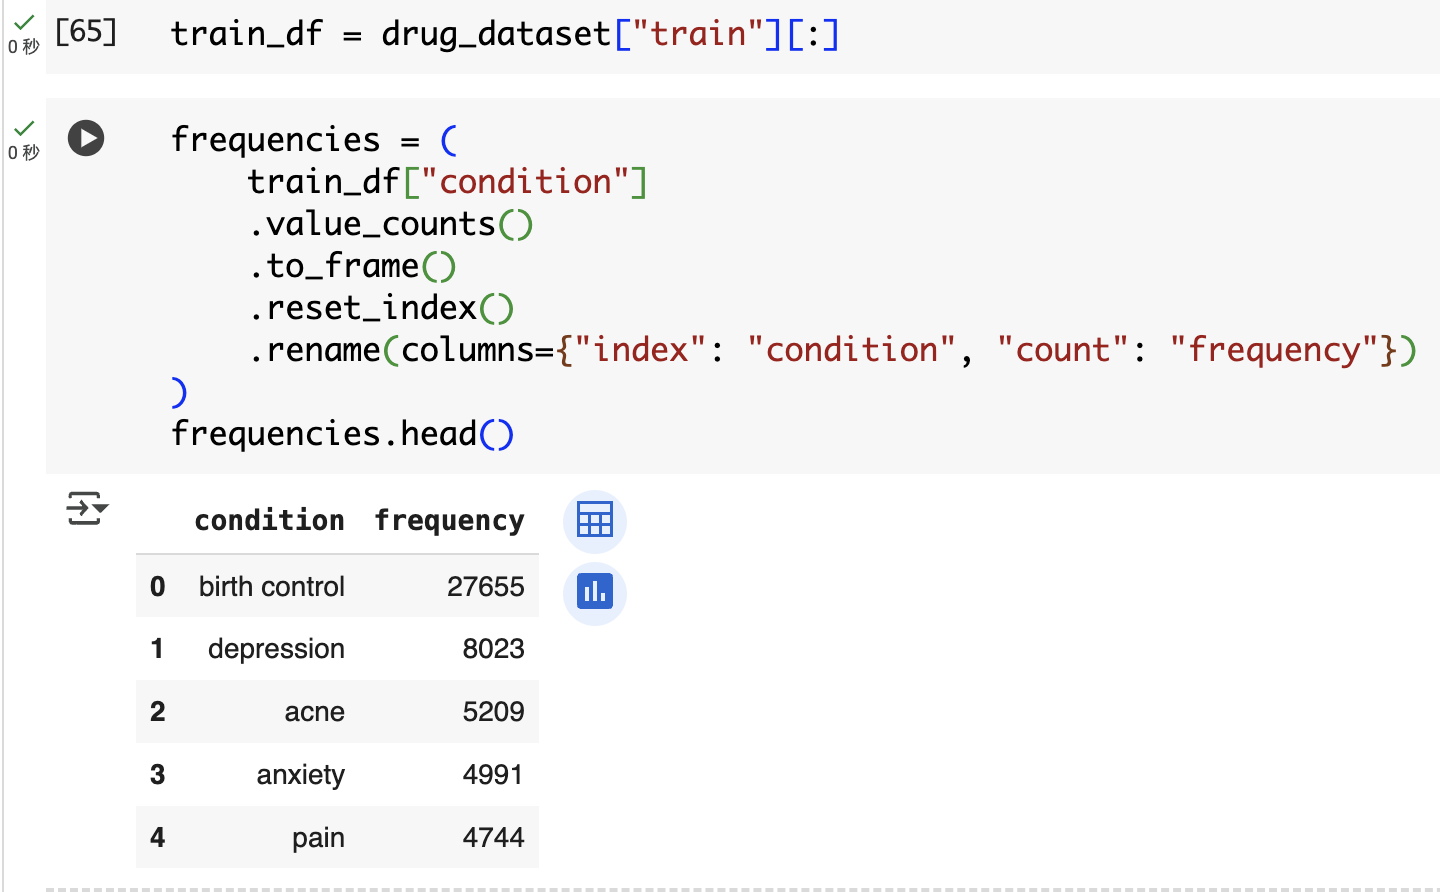 [65] train_df = drug_dataset["train"][:]
0 秒
frequencies = (
0 秒
train_df["condition"]
.value_counts()
.to_frame()
.reset_index()
.rename(columns={"index": "condition", "count": "frequency"})
)
frequencies.head()
condition frequency
0 birth control 27655
1 depression 8023
2 acne 5209
3 anxiety 4991
4 pain 4744